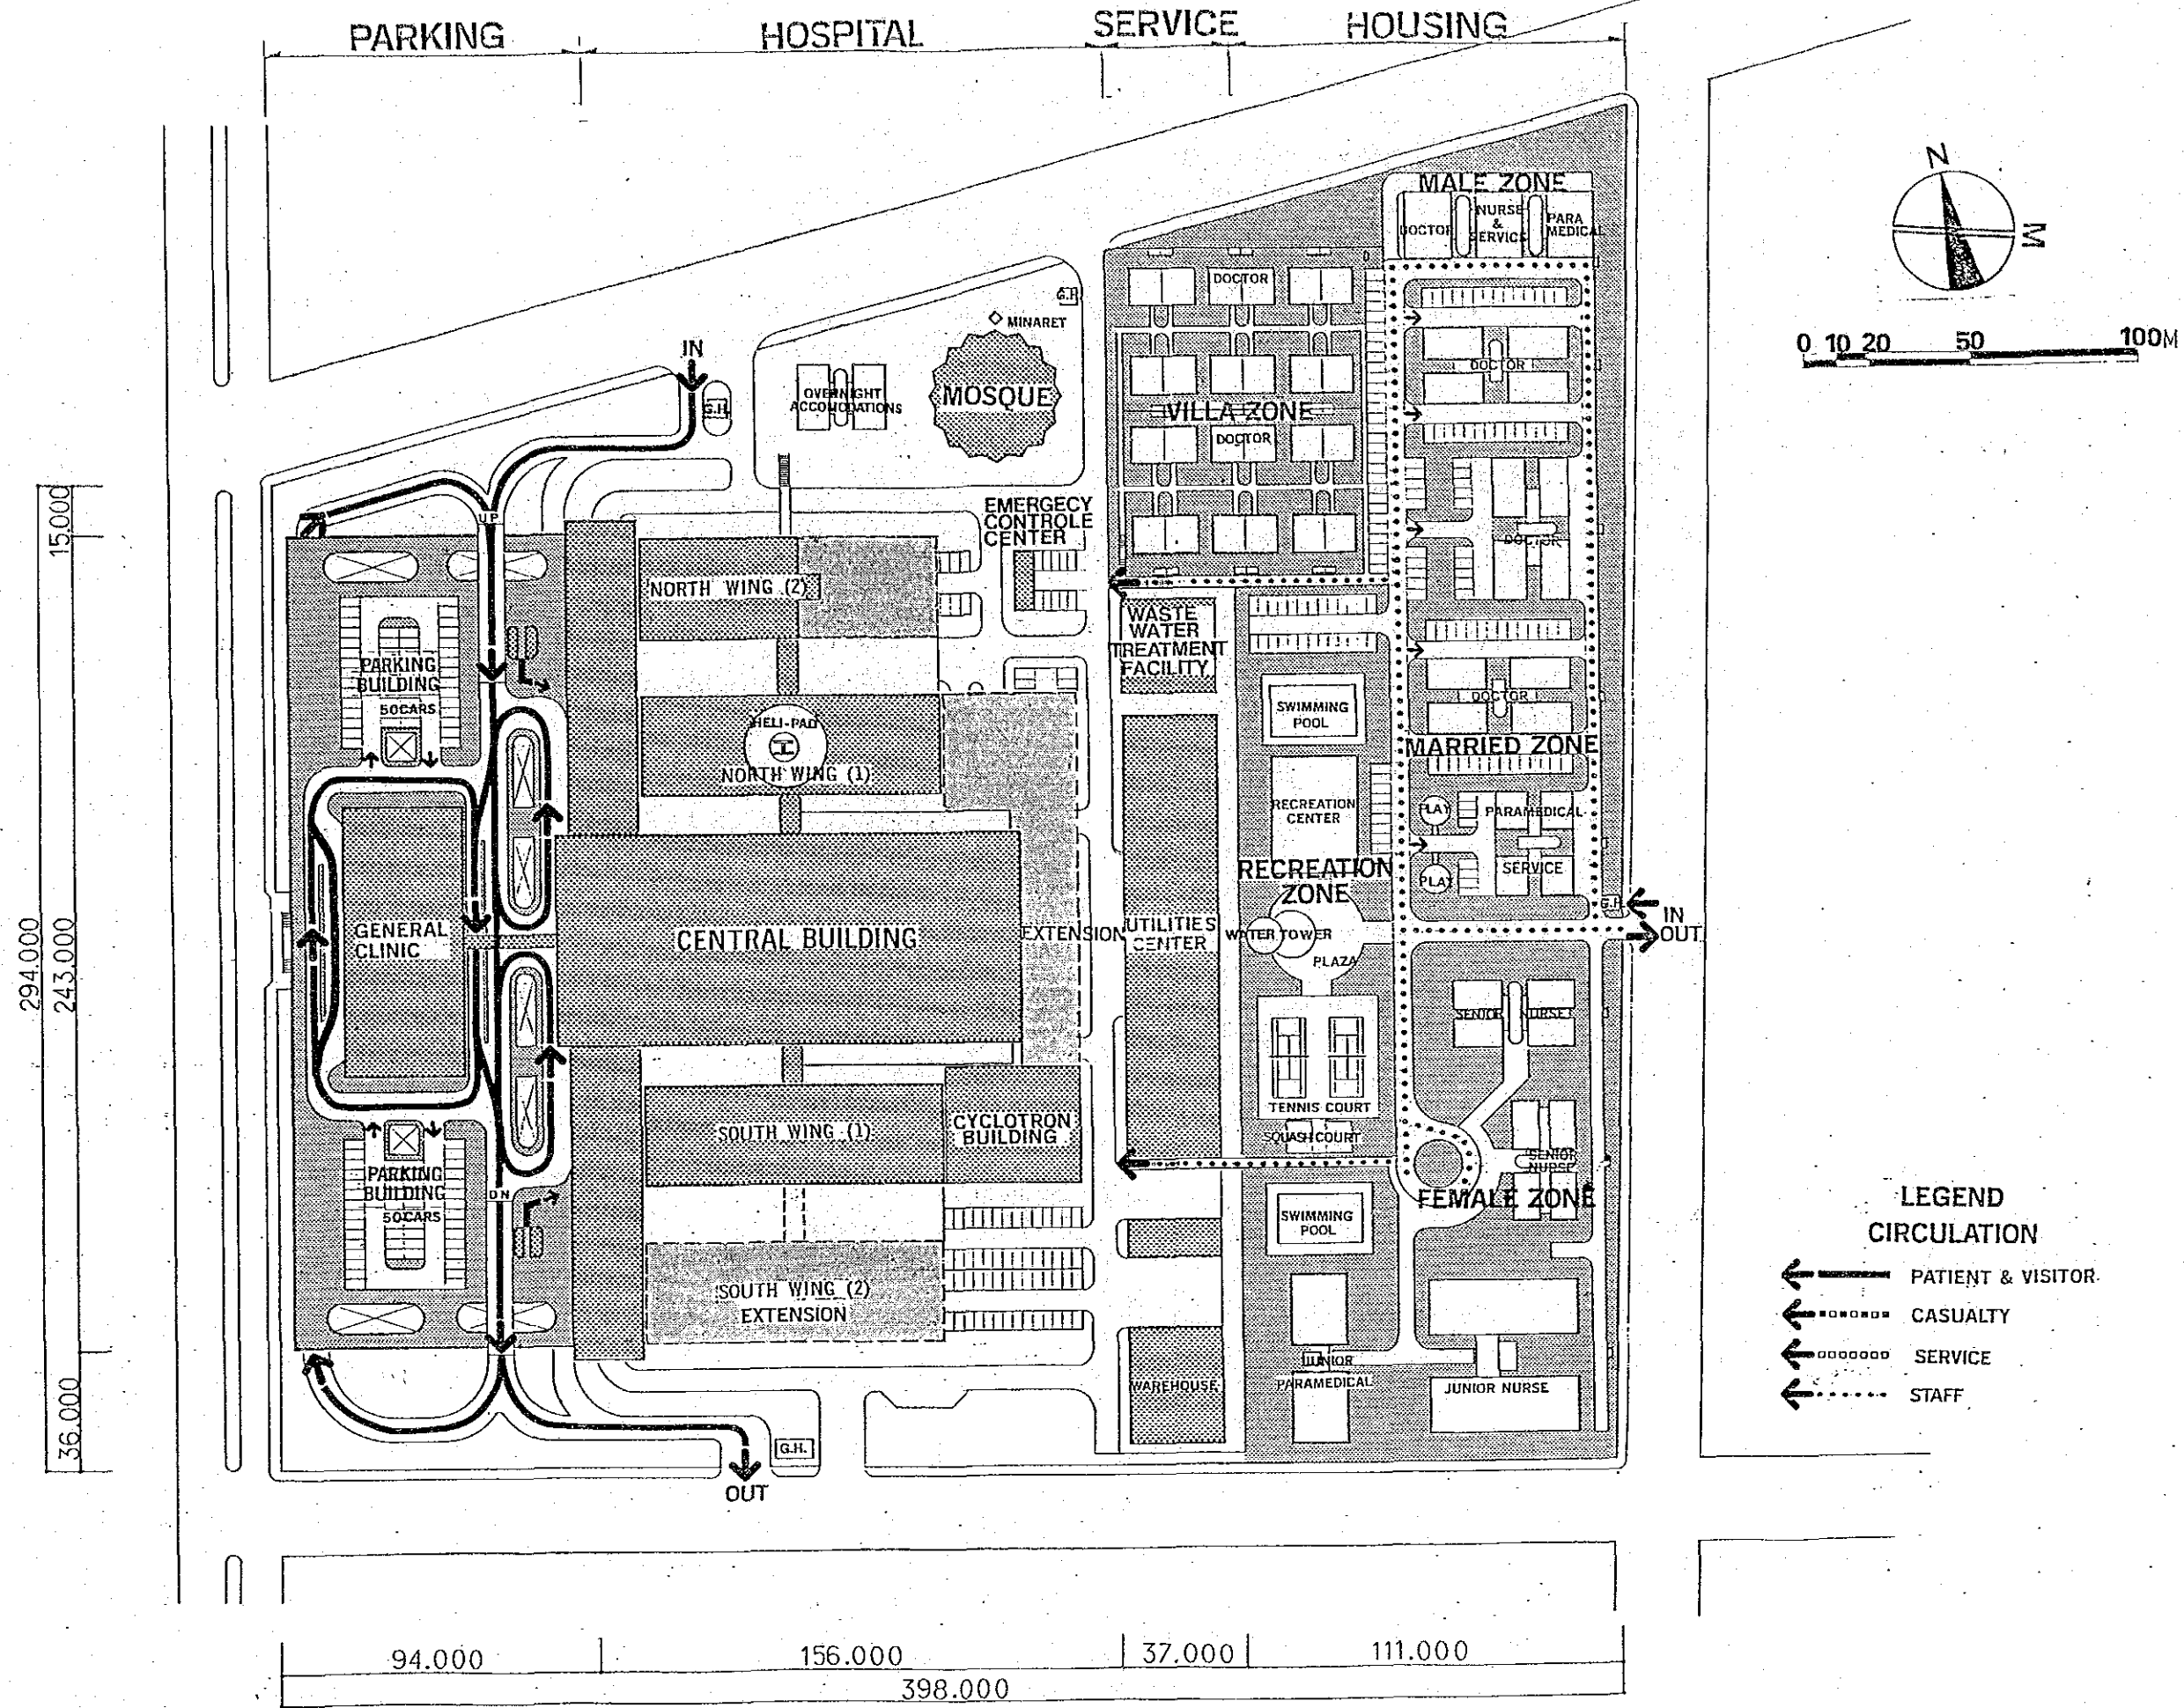 PARKING
HOSPITAL
SERVICE
HOUSING
N
M
0 10 20 50 100M
MALE ZONE
DOCTOR
NURSE
&
SERVICE
PARA
MEDICAL
DOCTOR
G.H.
MINARET
IN
G.H.
OVERNIGHT
ACCOMODATIONS
MOSQUE
VILLA ZONE
DOCTOR
DOCTOR
15.000
UP
EMERGECY
CONTROLE
CENTER
DOCTOR
NORTH WING (2)
WASTE
WATER
TREATMENT
FACILITY
PARKING
BUILDING
50CARS
SWIMMING
POOL
DOCTOR
HELI-PAD
H
NORTH WING (1)
MARRIED ZONE
RECREATION
CENTER
PLAY
PARAMEDICAL
RECREATION
ZONE
PLAY
SERVICE
G.H.
IN
OUT
294.000
243.000
GENERAL
CLINIC
CENTRAL BUILDING
EXTENSION
UTILITIES
CENTER
WATER TOWER
PLAZA
SENIOR NURSE
TENNIS COURT
SQUASH COURT
SOUTH WING (1)
CYCLOTRON
BUILDING
SENIOR
NURSE
PARKING
BUILDING
50CARS
DN
FEMALE ZONE
SWIMMING
POOL
SOUTH WING (2)
EXTENSION
LEGEND
CIRCULATION
PATIENT & VISITOR
CASUALTY
SERVICE
STAFF
36.000
WAREHOUSE
JUNIOR
PARAMEDICAL
JUNIOR NURSE
G.H.
OUT
94.000
156.000
37.000
111.000
398.000